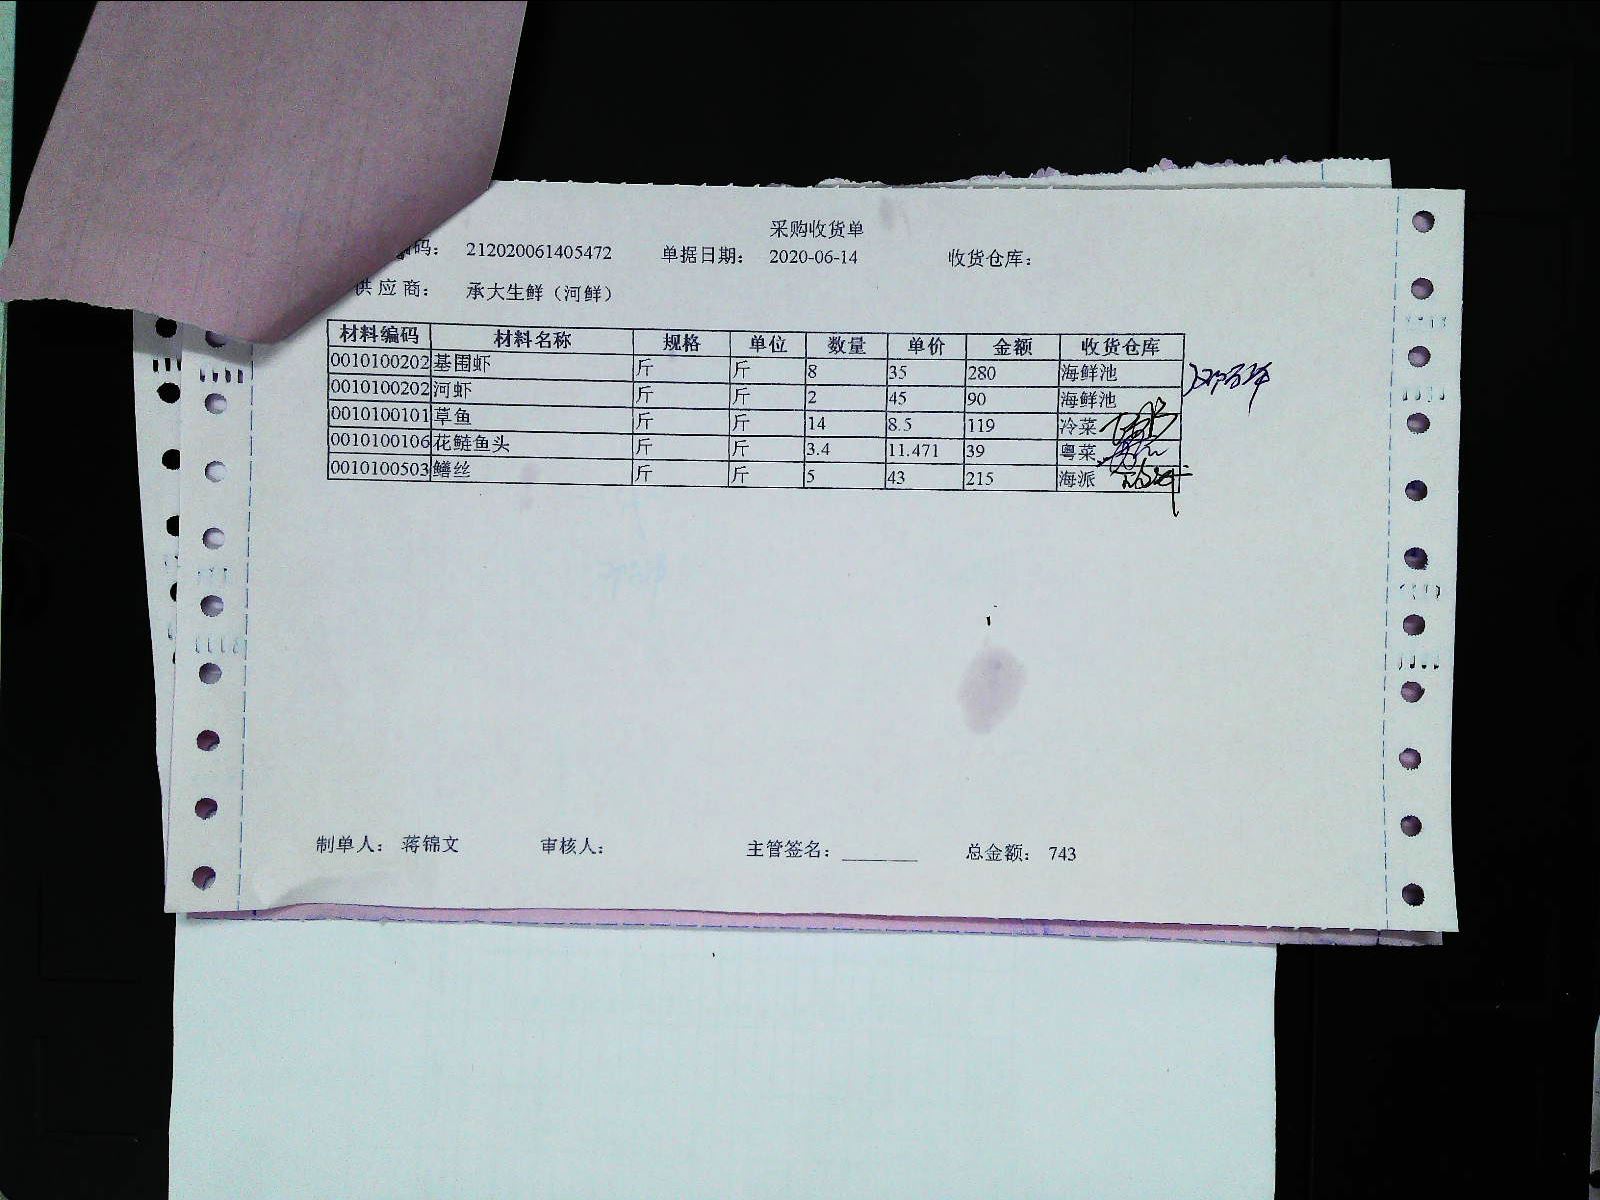 采购收货单
编码： 212020061405472 单据日期： 2020-06-14 收货仓库：
供应商： 承大生鲜（河鲜）
材料编码 材料名称 规格 单位 数量 单价 金额 收货仓库
0010100202 基围虾 斤 斤 8 35 280 海鲜池
0010100202 河虾 斤 斤 2 45 90 海鲜池
0010100101 草鱼 斤 斤 14 8.5 119 冷菜
0010100106 花鲢鱼头 斤 斤 3.4 11.471 39 粤菜
0010100503 鳝丝 斤 斤 5 43 215 海派
制单人： 蒋锦文 审核人： 主管签名：________ 总金额： 743